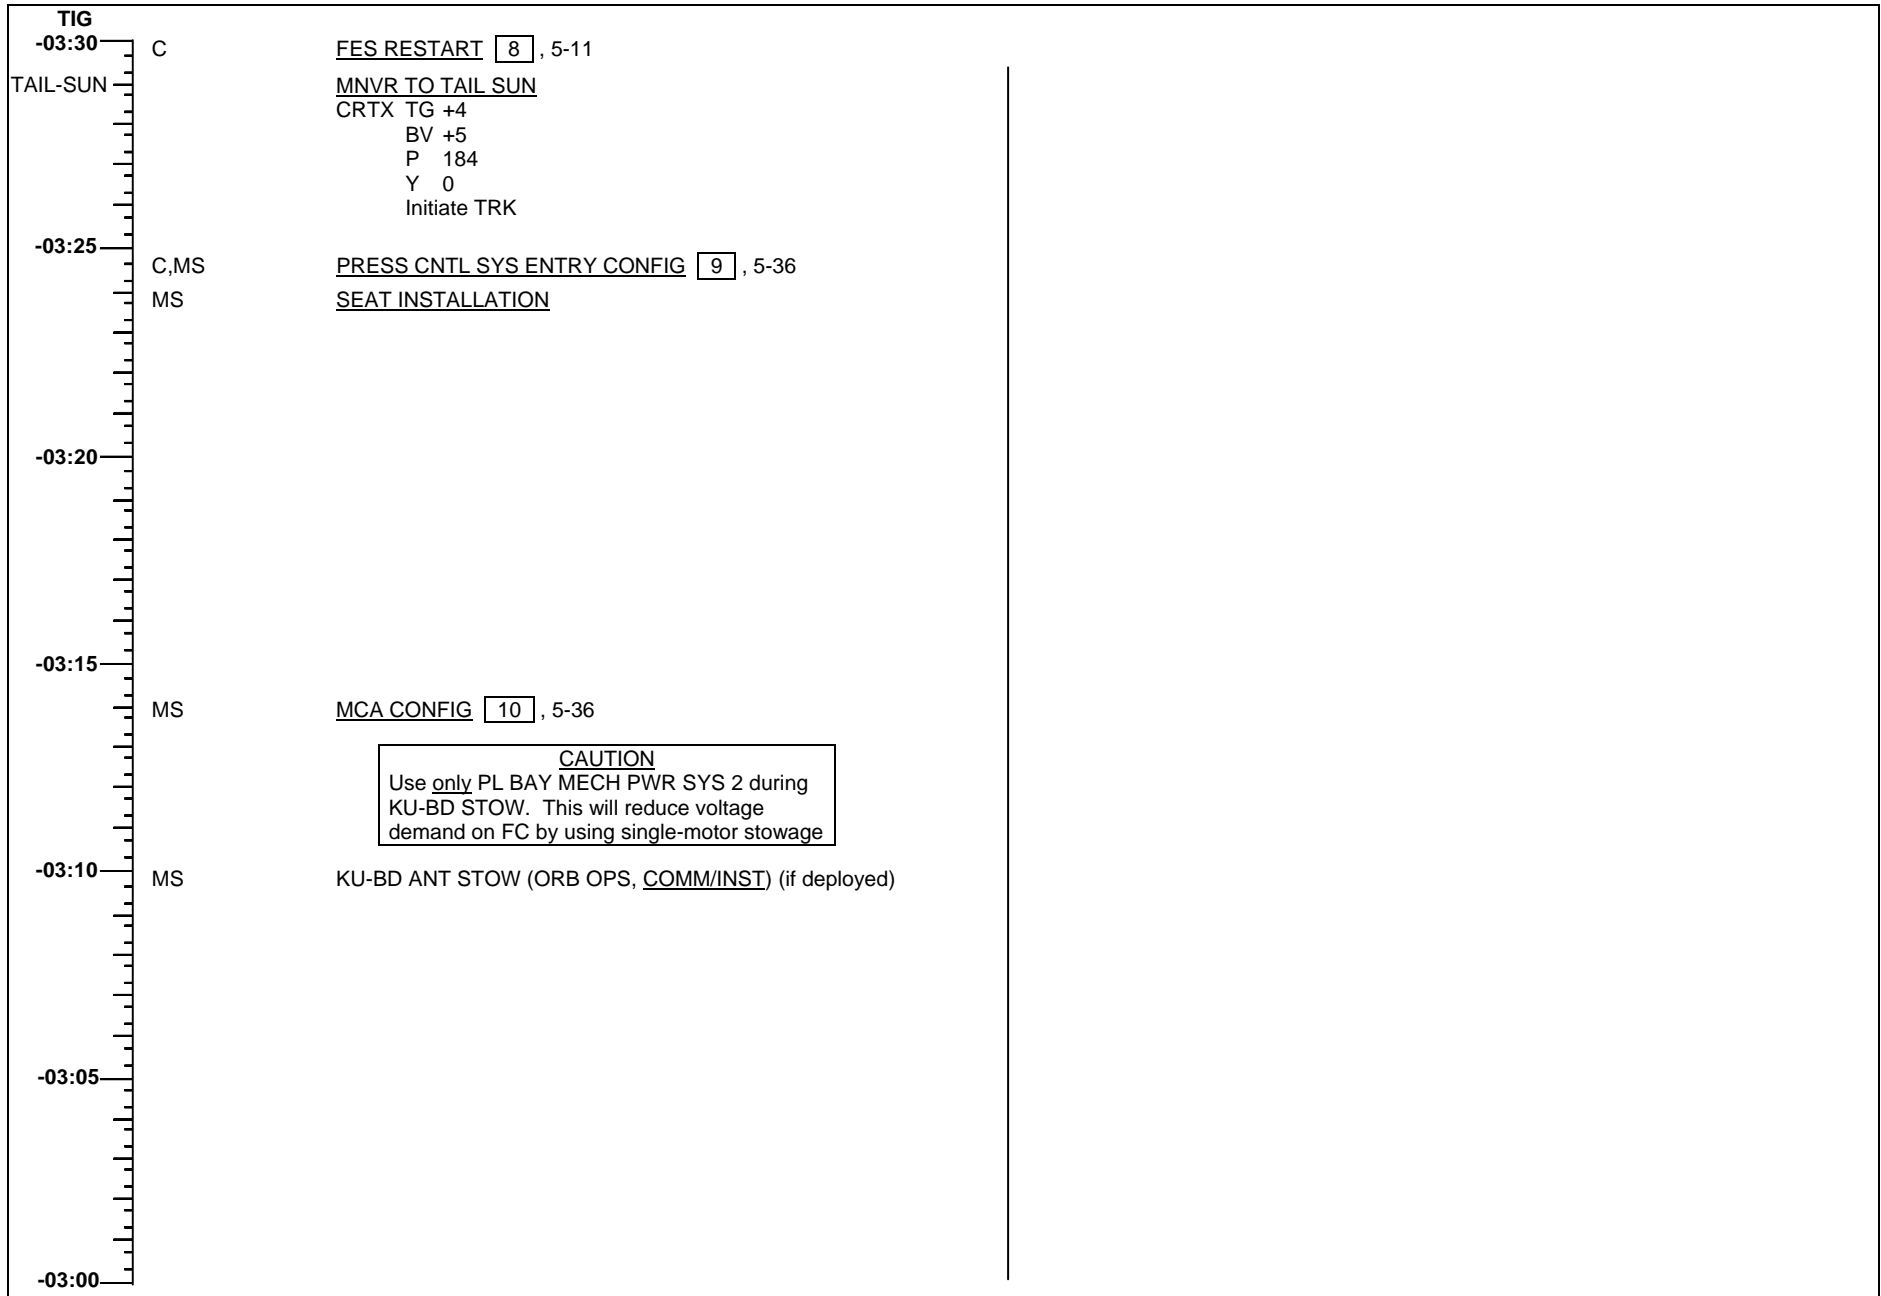 TIG
-03:30
C FES RESTART 8 , 5-11
TAIL-SUN MNVR TO TAIL SUN
CRTX TG +4
BV +5
P 184
Y 0
Initiate TRK
-03:25
C,MS PRESS CNTL SYS ENTRY CONFIG 9 , 5-36
MS SEAT INSTALLATION
-03:20
-03:15
MS MCA CONFIG 10 , 5-36
CAUTION
Use only PL BAY MECH PWR SYS 2 during
KU-BD STOW. This will reduce voltage
demand on FC by using single-motor stowage
-03:10
MS KU-BD ANT STOW (ORB OPS, COMM/INST) (if deployed)
-03:05
-03:00